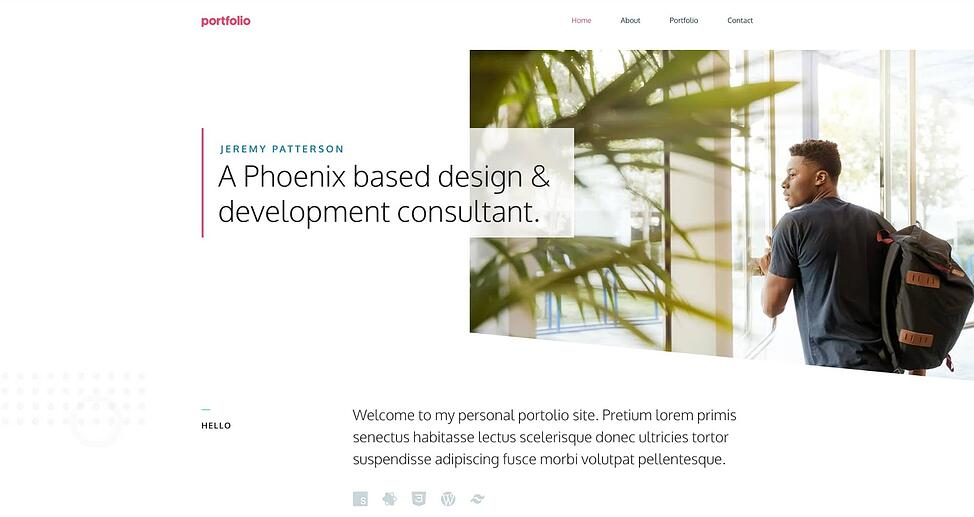 portfolio
Home About Portfolio Contact
JEREMY PATTERSON
A Phoenix based design &
development consultant.
HELLO
Welcome to my personal portolio site. Pretium lorem primis
senectus habitasse lectus scelerisque donec ultricies tortor
suspendisse adipiscing fusce morbi volutpat pellentesque.